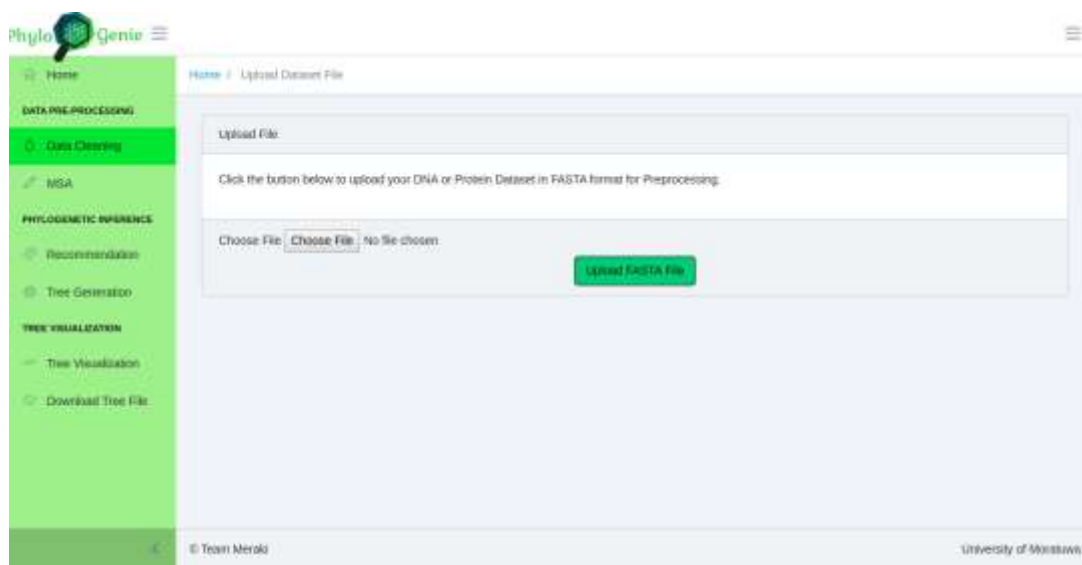 Phylo Genie
Home
Home / Upload Dataset File
DATA PRE-PROCESSING
Data Cleaning
MSA
PHYLOGENETIC INFERENCE
Recommendation
Tree Generation
TREE VISUALIZATION
Tree Visualization
Download Tree File
Upload File
Click the button below to upload your DNA or Protein Dataset in FASTA format for Preprocessing.
Choose File Choose File No file chosen
Upload FASTA File
© Team Meraki
University of Moratuwa